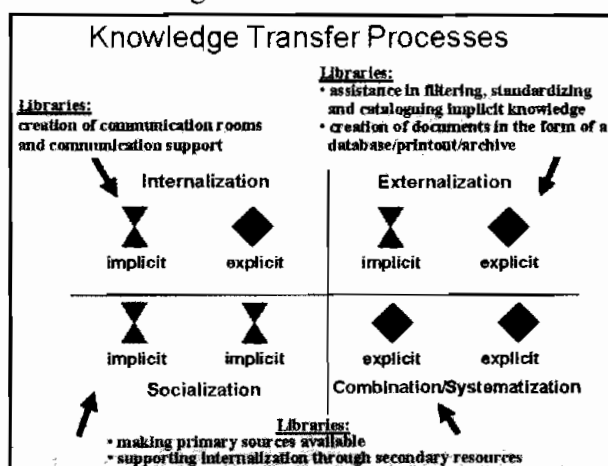 Knowledge Transfer Processes
Libraries:
creation of communication rooms
and communication support
Libraries:
• assistance in filtering, standardizing
and cataloguing implicit knowledge
• creation of documents in the form of a
database/printout/archive
Internalization
Externalization
implicit explicit
implicit explicit
implicit implicit
explicit explicit
Socialization
Combination/Systematization
Libraries:
• making primary sources available
• supporting internalization through secondary resources